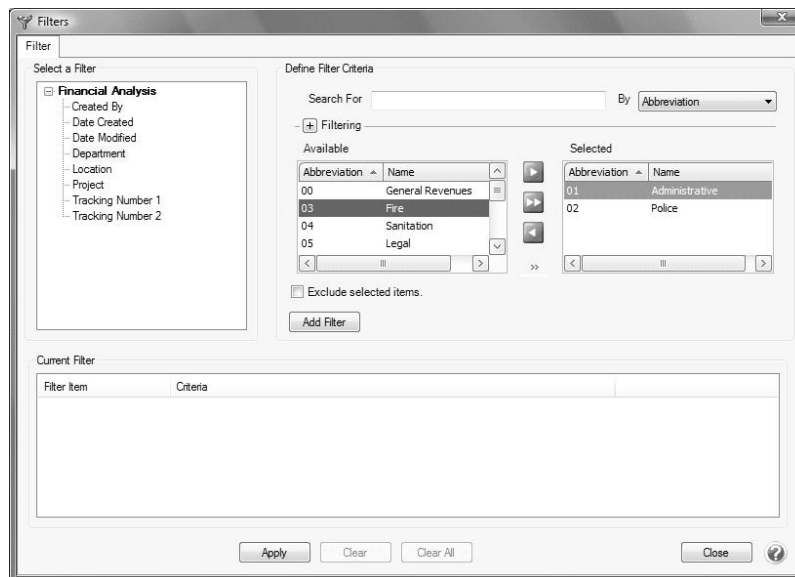 Filters
Filter
Select a Filter
Financial Analysis
Created By
Date Created
Date Modified
Department
Location
Project
Tracking Number 1
Tracking Number 2
Define Filter Criteria
Search For By Abbreviation
Filtering
Available
Abbreviation Name
00 General Revenues
03 Fire
04 Sanitation
05 Legal
Selected
Abbreviation Name
01 Administrative
02 Police
Exclude selected items.
Add Filter
Current Filter
Filter Item Criteria
Apply Clear Clear All Close